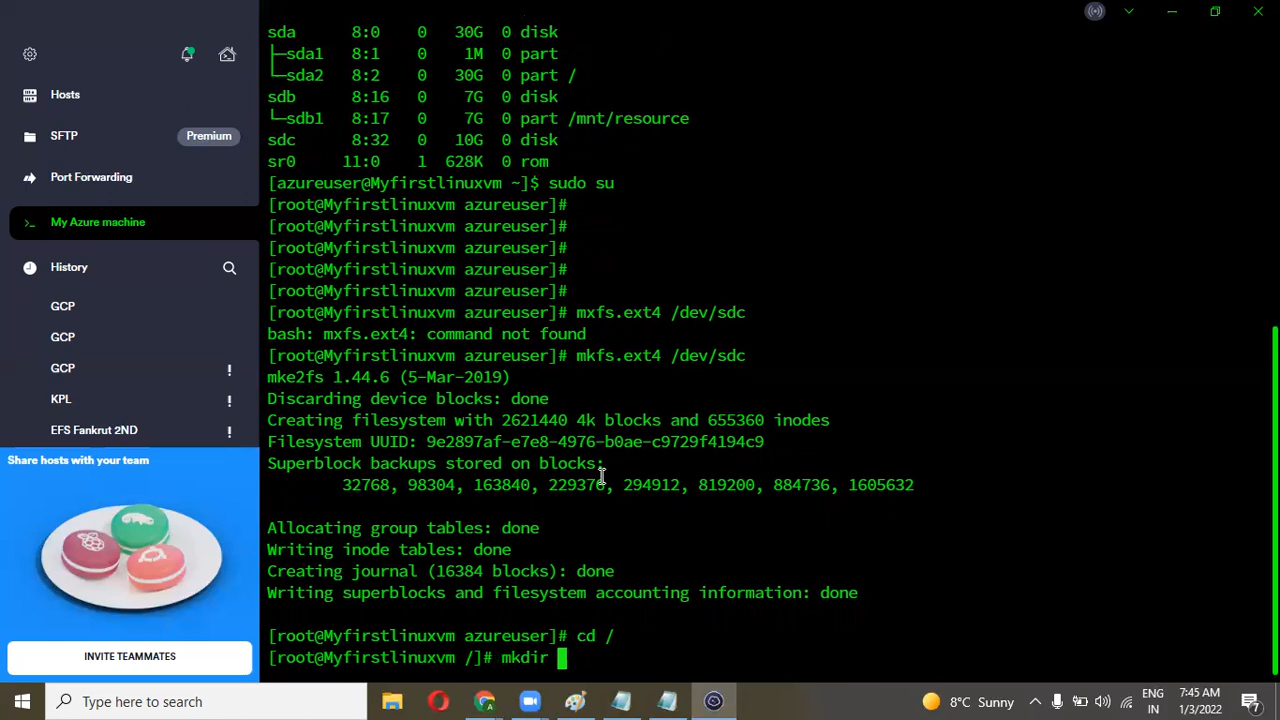 Hosts
SFTP Premium
Port Forwarding
>_ My Azure machine
History
GCP
GCP
GCP !
KPL !
EFS Fankrut 2ND !
Share hosts with your team
INVITE TEAMMATES
sda 8:0 0 30G 0 disk
├─sda1 8:1 0 1M 0 part
└─sda2 8:2 0 30G 0 part /
sdb 8:16 0 7G 0 disk
└─sdb1 8:17 0 7G 0 part /mnt/resource
sdc 8:32 0 10G 0 disk
sr0 11:0 1 628K 0 rom
[azureuser@Myfirstlinuxvm ~]$ sudo su
[root@Myfirstlinuxvm azureuser]#
[root@Myfirstlinuxvm azureuser]#
[root@Myfirstlinuxvm azureuser]#
[root@Myfirstlinuxvm azureuser]#
[root@Myfirstlinuxvm azureuser]#
[root@Myfirstlinuxvm azureuser]# mxfs.ext4 /dev/sdc
bash: mxfs.ext4: command not found
[root@Myfirstlinuxvm azureuser]# mkfs.ext4 /dev/sdc
mke2fs 1.44.6 (5-Mar-2019)
Discarding device blocks: done
Creating filesystem with 2621440 4k blocks and 655360 inodes
Filesystem UUID: 9e2897af-e7e8-4976-b0ae-c9729f4194c9
Superblock backups stored on blocks:
32768, 98304, 163840, 229376, 294912, 819200, 884736, 1605632
Allocating group tables: done
Writing inode tables: done
Creating journal (16384 blocks): done
Writing superblocks and filesystem accounting information: done
[root@Myfirstlinuxvm azureuser]# cd /
[root@Myfirstlinuxvm /]# mkdir
Type here to search
8°C Sunny
ENG
IN
7:45 AM
1/3/2022
7